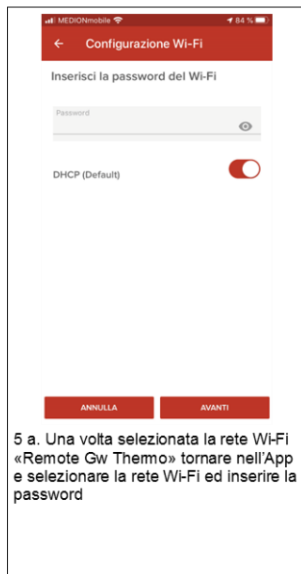 MEDIONmobile 84 %
Configurazione Wi-Fi
Inserisci la password del Wi-Fi
Password
DHCP (Default)
ANNULLA AVANTI
5 a. Una volta selezionata la rete Wi-Fi
«Remote Gw Thermo» tornare nell'App
e selezionare la rete Wi-Fi ed inserire la
password